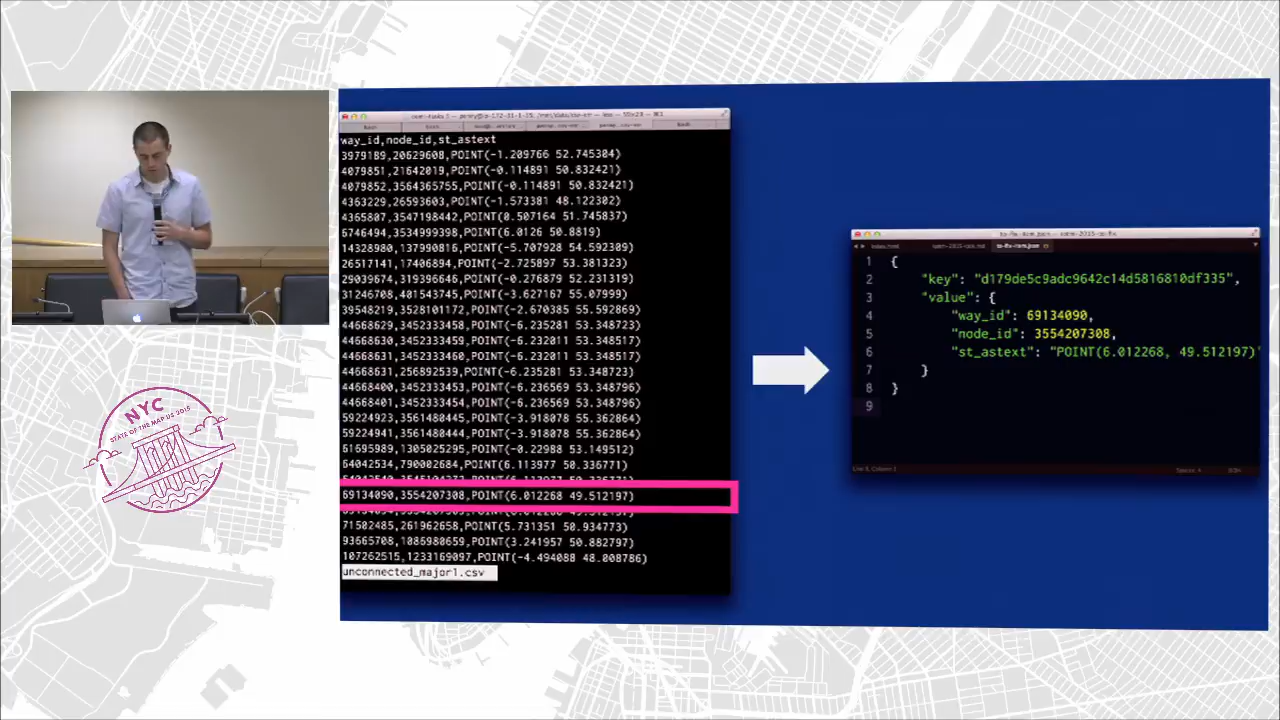 way_id,node_id,st_astext
3979189,20629608,POINT(-1.209766 52.745304)
4079851,21642019,POINT(-0.114891 50.832421)
4079852,3564365755,POINT(-0.114891 50.832421)
4363229,26593603,POINT(-1.573381 48.122302)
4365807,3547198442,POINT(0.507164 51.745837)
6746494,3534999398,POINT(6.0126 50.8819)
14328980,137990816,POINT(-5.707928 54.592309)
26517141,17406894,POINT(-2.725897 53.381323)
29039674,319396646,POINT(-0.276879 52.231319)
31246708,401543745,POINT(-3.627167 55.07999)
39548219,3528101172,POINT(-2.670385 55.592869)
44668629,3452333458,POINT(-6.235281 53.348723)
44668630,3452333459,POINT(-6.232011 53.348517)
44668631,3452333460,POINT(-6.232011 53.348517)
44668631,256892539,POINT(-6.235281 53.348723)
44668400,3452333453,POINT(-6.236569 53.348796)
44668401,3452333454,POINT(-6.236569 53.348796)
59224923,3561480445,POINT(-3.918078 55.362864)
59224941,3561480444,POINT(-3.918078 55.362864)
61695989,1305025295,POINT(-0.22988 53.149512)
64042534,790002684,POINT(6.113977 50.336771)
69134090,3554207308,POINT(6.012268 49.512197)
71502485,261962658,POINT(5.731351 50.934773)
93665708,1086980659,POINT(3.241957 50.882797)
107262515,1233169097,POINT(-4.494088 48.808786)
unconnected_major1.csv
1 {
2 "key": "d179de5c9adc9642c14d5816810df335",
3 "value": {
4 "way_id": 69134090,
5 "node_id": 3554207308,
6 "st_astext": "POINT(6.012268, 49.512197)"
7 }
8 }
9
NYC
STATE OF THE MAP US 2015